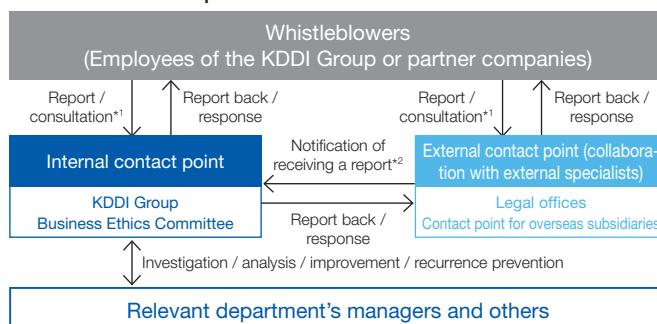 Whistleblowers
(Employees of the KDDI Group or partner companies)
Report /
consultation*1
Report back /
response
Report /
consultation*1
Report back /
response
Internal contact point
Notification of
receiving a report*2
External contact point (collabora-
tion with external specialists)
KDDI Group
Business Ethics Committee
Report back /
response
Legal offices
Contact point for overseas subsidiaries
Investigation / analysis / improvement / recurrence prevention
Relevant department's managers and others